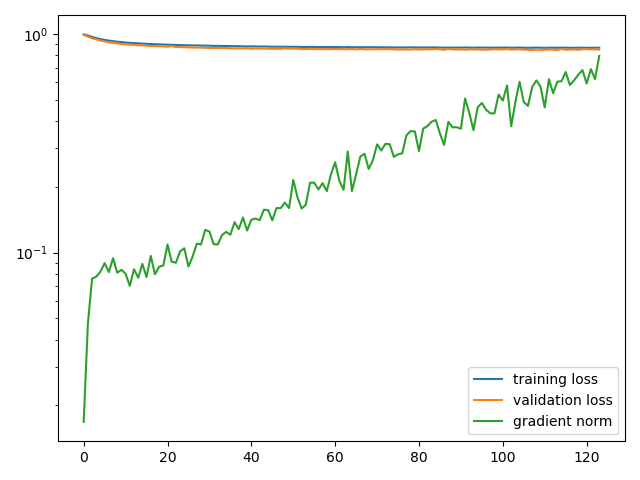 10⁰
10⁻¹
0 20 40 60 80 100 120
training loss
validation loss
gradient norm